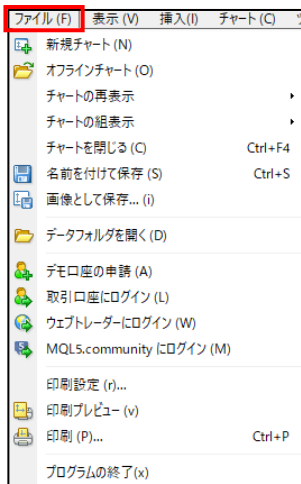 ファイル (F) 表示 (V) 挿入(I) チャート (C)
新規チャート (N)
オフラインチャート (O)
チャートの再表示
チャートの組表示
チャートを閉じる (C) Ctrl+F4
名前を付けて保存 (S) Ctrl+S
画像として保存... (i)
データフォルダを開く (D)
デモ口座の申請 (A)
取引口座にログイン (L)
ウェブトレーダーにログイン (W)
MQL5.community にログイン (M)
印刷設定 (r)...
印刷プレビュー (v)
印刷 (P)... Ctrl+P
プログラムの終了(x)